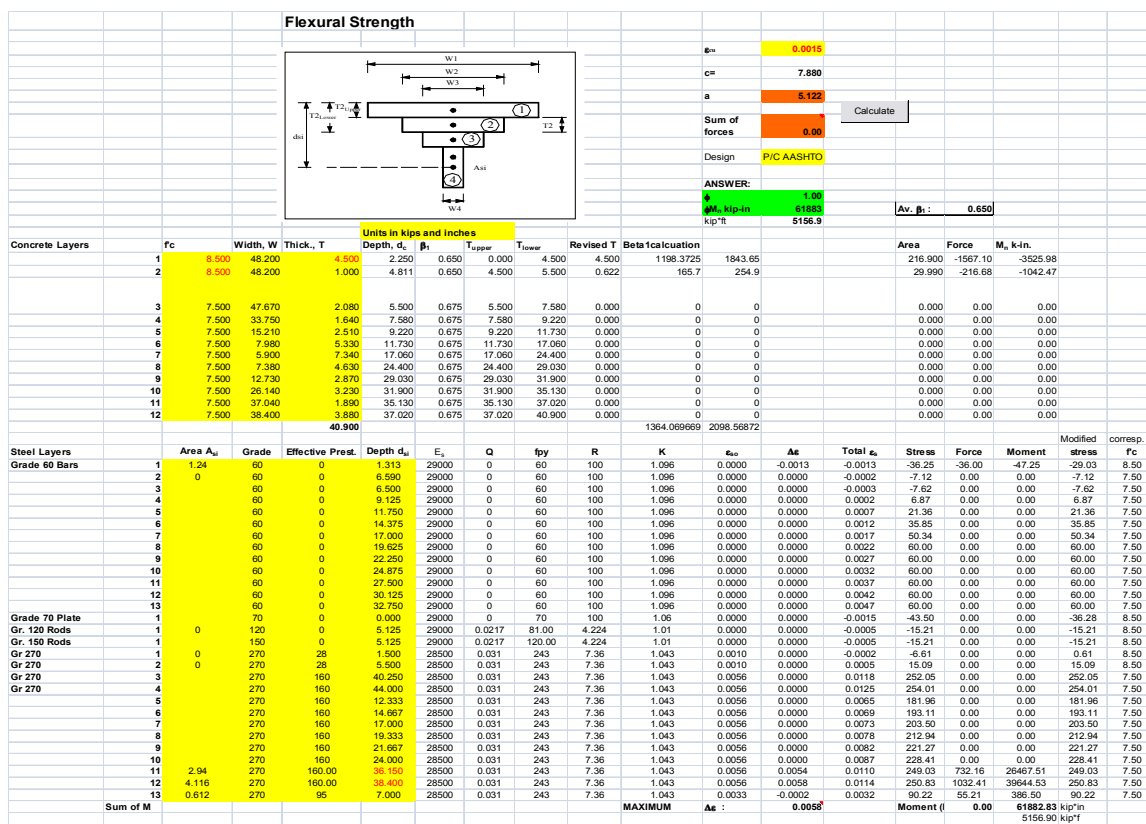 Flexural Strength
εcu 0.0015
c= 7.880
a 5.122
Calculate
Sum of forces 0.00
Design P/C AASHTO
ANSWER:
ϕ 1.00
ϕMn kip-in 61883 Av. β1 : 0.650
kip*ft 5156.9
W1
W2
W3
T2Upper
T2Lower
dsi
T2
1
2
3
4
Asi
W4
Units in kips and inches
Concrete Layers f'c Width, W Thick., T Depth, dc β1 Tupper Tlower Revised T Beta1calcuation Area Force Mn k-in.
1 8.500 48.200 4.500 2.250 0.650 0.000 4.500 4.500 1198.3725 1843.65 216.900 -1567.10 -3525.98
2 8.500 48.200 1.000 4.811 0.650 4.500 5.500 0.622 165.7 254.9 29.990 -216.68 -1042.47
3 7.500 47.670 2.080 5.500 0.675 5.500 7.580 0.000 0 0 0.000 0.00 0.00
4 7.500 33.750 1.640 7.580 0.675 7.580 9.220 0.000 0 0 0.000 0.00 0.00
5 7.500 15.210 2.510 9.220 0.675 9.220 11.730 0.000 0 0 0.000 0.00 0.00
6 7.500 7.980 5.330 11.730 0.675 11.730 17.060 0.000 0 0 0.000 0.00 0.00
7 7.500 5.900 7.340 17.060 0.675 17.060 24.400 0.000 0 0 0.000 0.00 0.00
8 7.500 7.380 4.630 24.400 0.675 24.400 29.030 0.000 0 0 0.000 0.00 0.00
9 7.500 12.730 2.870 29.030 0.675 29.030 31.900 0.000 0 0 0.000 0.00 0.00
10 7.500 26.140 3.230 31.900 0.675 31.900 35.130 0.000 0 0 0.000 0.00 0.00
11 7.500 37.040 1.890 35.130 0.675 35.130 37.020 0.000 0 0 0.000 0.00 0.00
12 7.500 38.400 3.880 37.020 0.675 37.020 40.900 0.000 0 0 0.000 0.00 0.00
40.900 1364.069669 2098.56872
Modified corresp.
Steel Layers Area Asi Grade Effective Prest. Depth dsi Es Q fpy R K εso Δε Total εs Stress Force Moment stress f'c
Grade 60 Bars 1 1.24 60 0 1.313 29000 0 60 100 1.096 0.0000 -0.0013 -0.0013 -36.25 -36.00 -47.25 -29.03 8.50
2 0 60 0 6.590 29000 0 60 100 1.096 0.0000 0.0000 -0.0002 -7.12 0.00 0.00 -7.12 7.50
3 60 0 6.500 29000 0 60 100 1.096 0.0000 0.0000 -0.0003 -7.62 0.00 0.00 -7.62 7.50
4 60 0 9.125 29000 0 60 100 1.096 0.0000 0.0000 0.0002 6.87 0.00 0.00 6.87 7.50
5 60 0 11.750 29000 0 60 100 1.096 0.0000 0.0000 0.0007 21.36 0.00 0.00 21.36 7.50
6 60 0 14.375 29000 0 60 100 1.096 0.0000 0.0000 0.0012 35.85 0.00 0.00 35.85 7.50
7 60 0 17.000 29000 0 60 100 1.096 0.0000 0.0000 0.0017 50.34 0.00 0.00 50.34 7.50
8 60 0 19.625 29000 0 60 100 1.096 0.0000 0.0000 0.0022 60.00 0.00 0.00 60.00 7.50
9 60 0 22.250 29000 0 60 100 1.096 0.0000 0.0000 0.0027 60.00 0.00 0.00 60.00 7.50
10 60 0 24.875 29000 0 60 100 1.096 0.0000 0.0000 0.0032 60.00 0.00 0.00 60.00 7.50
11 60 0 27.500 29000 0 60 100 1.096 0.0000 0.0000 0.0037 60.00 0.00 0.00 60.00 7.50
12 60 0 30.125 29000 0 60 100 1.096 0.0000 0.0000 0.0042 60.00 0.00 0.00 60.00 7.50
13 60 0 32.750 29000 0 60 100 1.096 0.0000 0.0000 0.0047 60.00 0.00 0.00 60.00 7.50
Grade 70 Plate 1 70 0 0.000 29000 0 70 100 1.06 0.0000 0.0000 -0.0015 -43.50 0.00 0.00 -36.28 8.50
Gr. 120 Rods 1 0 120 0 5.125 29000 0.0217 81.00 4.224 1.01 0.0000 0.0000 -0.0005 -15.21 0.00 0.00 -15.21 8.50
Gr. 150 Rods 1 150 0 5.125 29000 0.0217 120.00 4.224 1.01 0.0000 0.0000 -0.0005 -15.21 0.00 0.00 -15.21 8.50
Gr 270 1 0 270 28 1.500 28500 0.031 243 7.36 1.043 0.0010 0.0000 -0.0002 -6.61 0.00 0.00 0.61 8.50
Gr 270 2 0 270 28 5.500 28500 0.031 243 7.36 1.043 0.0010 0.0000 0.0005 15.09 0.00 0.00 15.09 8.50
Gr 270 3 270 160 40.250 28500 0.031 243 7.36 1.043 0.0056 0.0000 0.0118 252.05 0.00 0.00 252.05 7.50
Gr 270 4 270 160 44.000 28500 0.031 243 7.36 1.043 0.0056 0.0000 0.0125 254.01 0.00 0.00 254.01 7.50
5 270 160 12.333 28500 0.031 243 7.36 1.043 0.0056 0.0000 0.0065 181.96 0.00 0.00 181.96 7.50
6 270 160 14.667 28500 0.031 243 7.36 1.043 0.0056 0.0000 0.0069 193.11 0.00 0.00 193.11 7.50
7 270 160 17.000 28500 0.031 243 7.36 1.043 0.0056 0.0000 0.0073 203.50 0.00 0.00 203.50 7.50
8 270 160 19.333 28500 0.031 243 7.36 1.043 0.0056 0.0000 0.0078 212.94 0.00 0.00 212.94 7.50
9 270 160 21.667 28500 0.031 243 7.36 1.043 0.0056 0.0000 0.0082 221.27 0.00 0.00 221.27 7.50
10 270 160 24.000 28500 0.031 243 7.36 1.043 0.0056 0.0000 0.0087 228.41 0.00 0.00 228.41 7.50
11 2.94 270 160.00 36.150 28500 0.031 243 7.36 1.043 0.0056 0.0054 0.0110 249.03 732.16 26467.51 249.03 7.50
12 4.116 270 160.00 38.400 28500 0.031 243 7.36 1.043 0.0056 0.0058 0.0114 250.83 1032.41 39644.53 250.83 7.50
13 0.612 270 95 7.000 28500 0.031 243 7.36 1.043 0.0033 -0.0002 0.0032 90.22 55.21 386.50 90.22 7.50
Sum of M MAXIMUM Δε : 0.0058 Moment ( 0.00 61882.83 kip*in
5156.90 kip*f